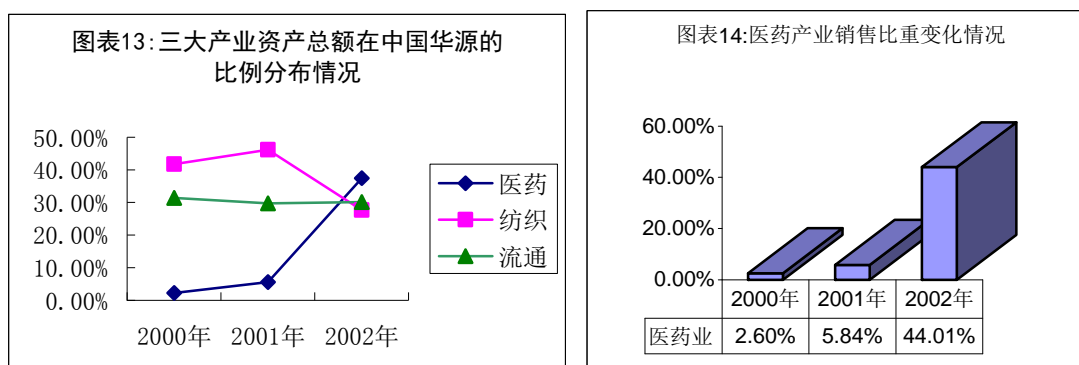 图表13:三大产业资产总额在中国华源的
比例分布情况
50.00%
40.00%
30.00%
20.00%
10.00%
0.00%
2000年 2001年 2002年
医药
纺织
流通
图表14:医药产业销售比重变化情况
60.00%
40.00%
20.00%
0.00%
2000年 2001年 2002年
医药业 2.60% 5.84% 44.01%